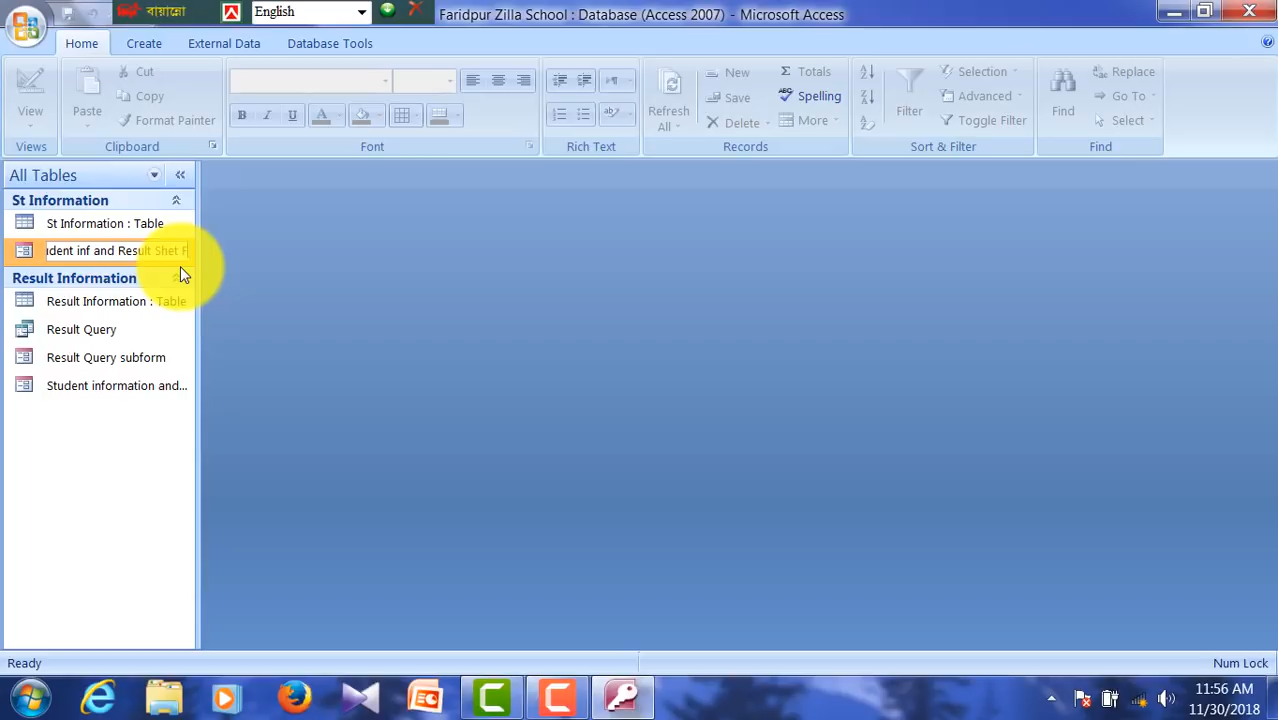 বায়ান্নো English Faridpur Zilla School : Database (Access 2007) - Microsoft Access
Home Create External Data Database Tools
View
Views
Paste
Cut
Copy
Format Painter
Clipboard
B I U A
Font
Rich Text
Refresh All
New
Save
Delete
Σ Totals
Spelling
More
Records
Filter
Selection
Advanced
Toggle Filter
Sort & Filter
Find
Replace
Go To
Select
Find
All Tables
St Information
St Information : Table
udent inf and Result Shet F
Result Information
Result Information : Table
Result Query
Result Query subform
Student information and...
Ready Num Lock
11:56 AM
11/30/2018